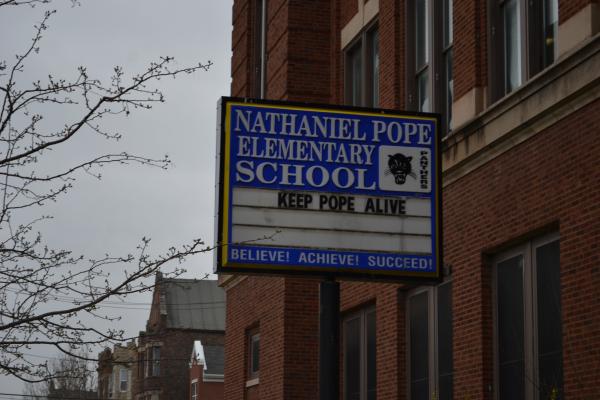 NATHANIEL POPE
ELEMENTARY
SCHOOL
PANTHERS
KEEP POPE ALIVE
BELIEVE! ACHIEVE! SUCCEED!